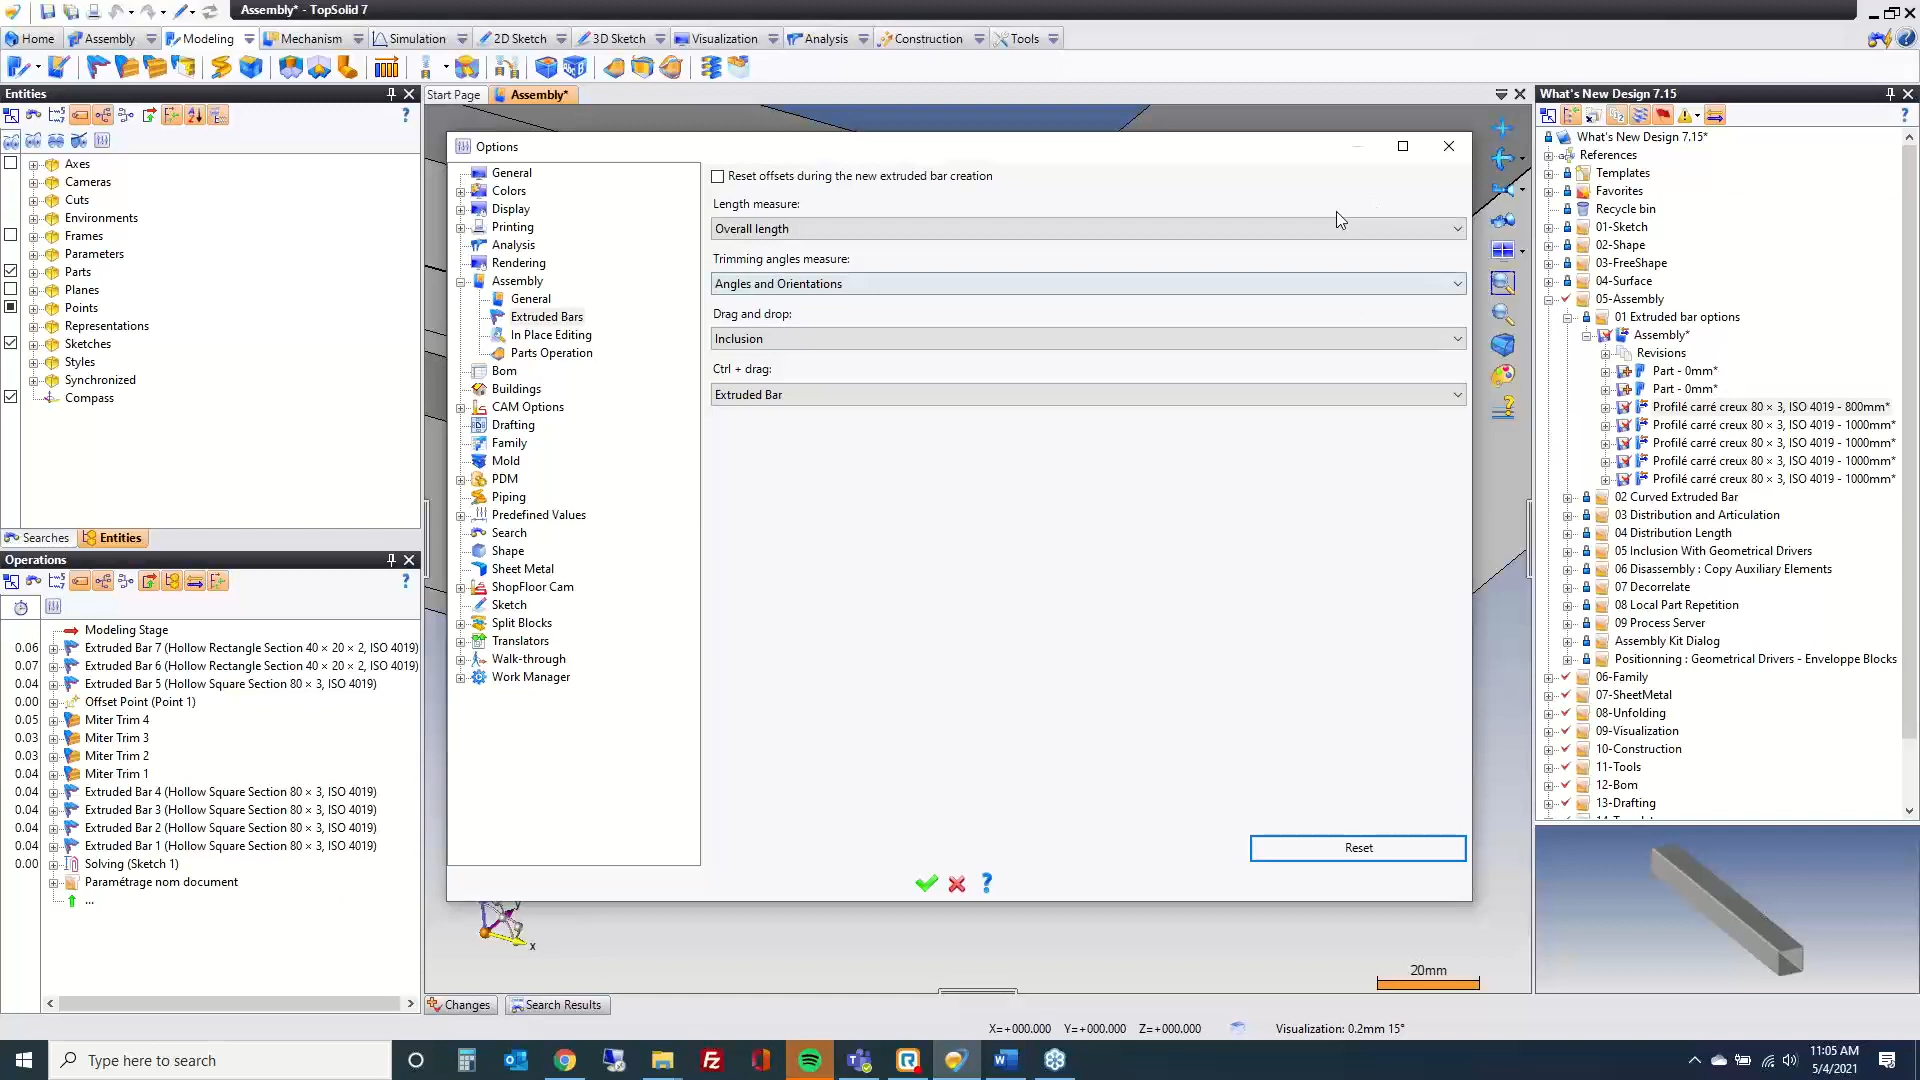 Assembly* - TopSolid 7
Home
Assembly
Modeling
Mechanism
Simulation
2D Sketch
3D Sketch
Visualization
Analysis
Construction
Tools
Entities
Axes
Cameras
Cuts
Environments
Frames
Parameters
Parts
Planes
Points
Representations
Sketches
Styles
Synchronized
Compass
Searches
Entities
Operations
Modeling Stage
0.06 Extruded Bar 7 (Hollow Rectangle Section 40 × 20 × 2, ISO 4019)
0.07 Extruded Bar 6 (Hollow Rectangle Section 40 × 20 × 2, ISO 4019)
0.04 Extruded Bar 5 (Hollow Square Section 80 × 3, ISO 4019)
0.00 Offset Point (Point 1)
0.05 Miter Trim 4
0.03 Miter Trim 3
0.03 Miter Trim 2
0.04 Miter Trim 1
0.04 Extruded Bar 4 (Hollow Square Section 80 × 3, ISO 4019)
0.04 Extruded Bar 3 (Hollow Square Section 80 × 3, ISO 4019)
0.04 Extruded Bar 2 (Hollow Square Section 80 × 3, ISO 4019)
0.04 Extruded Bar 1 (Hollow Square Section 80 × 3, ISO 4019)
0.00 Solving (Sketch 1)
Paramétrage nom document
...
Start Page
Assembly*
Options
General
Colors
Display
Printing
Analysis
Rendering
Assembly
General
Extruded Bars
In Place Editing
Parts Operation
Bom
Buildings
CAM Options
Drafting
Family
Mold
PDM
Piping
Predefined Values
Search
Shape
Sheet Metal
ShopFloor Cam
Sketch
Split Blocks
Translators
Walk-through
Work Manager
Reset offsets during the new extruded bar creation
Length measure:
Overall length
Trimming angles measure:
Angles and Orientations
Drag and drop:
Inclusion
Ctrl + drag:
Extruded Bar
Reset
x
20mm
Changes
Search Results
X=+000.000 Y=+000.000 Z=+000.000
Visualization: 0.2mm 15°
What's New Design 7.15
What's New Design 7.15*
References
Templates
Favorites
Recycle bin
01-Sketch
02-Shape
03-FreeShape
04-Surface
05-Assembly
01 Extruded bar options
Assembly*
Revisions
Part - 0mm*
Part - 0mm*
Profilé carré creux 80 × 3, ISO 4019 - 800mm*
Profilé carré creux 80 × 3, ISO 4019 - 1000mm*
Profilé carré creux 80 × 3, ISO 4019 - 1000mm*
Profilé carré creux 80 × 3, ISO 4019 - 1000mm*
Profilé carré creux 80 × 3, ISO 4019 - 1000mm*
02 Curved Extruded Bar
03 Distribution and Articulation
04 Distribution Length
05 Inclusion With Geometrical Drivers
06 Disassembly : Copy Auxiliary Elements
07 Decorrelate
08 Local Part Repetition
09 Process Server
Assembly Kit Dialog
Positionning : Geometrical Drivers - Enveloppe Blocks
06-Family
07-SheetMetal
08-Unfolding
09-Visualization
10-Construction
11-Tools
12-Bom
13-Drafting
Type here to search
11:05 AM
5/4/2021